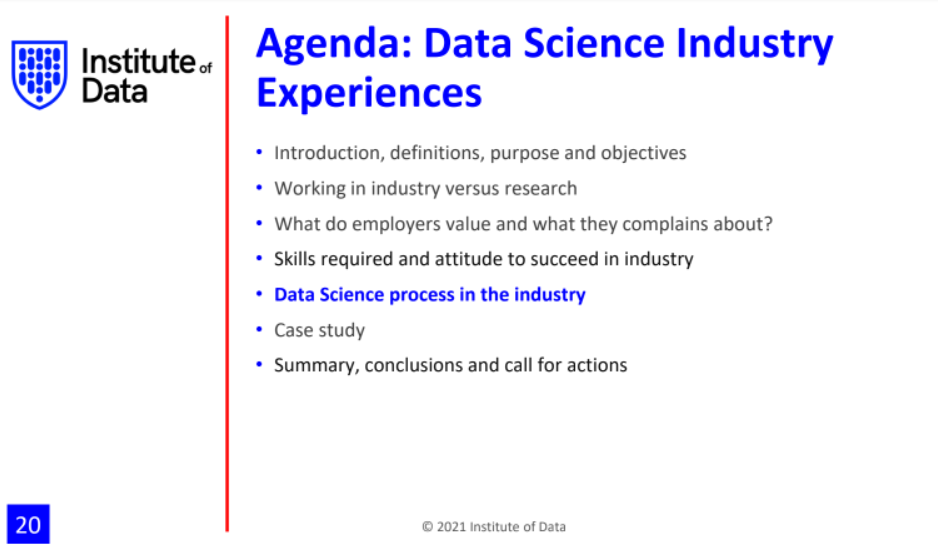 Institute of
Data
Agenda: Data Science Industry
Experiences
• Introduction, definitions, purpose and objectives
• Working in industry versus research
• What do employers value and what they complains about?
• Skills required and attitude to succeed in industry
• Data Science process in the industry
• Case study
• Summary, conclusions and call for actions
20
© 2021 Institute of Data